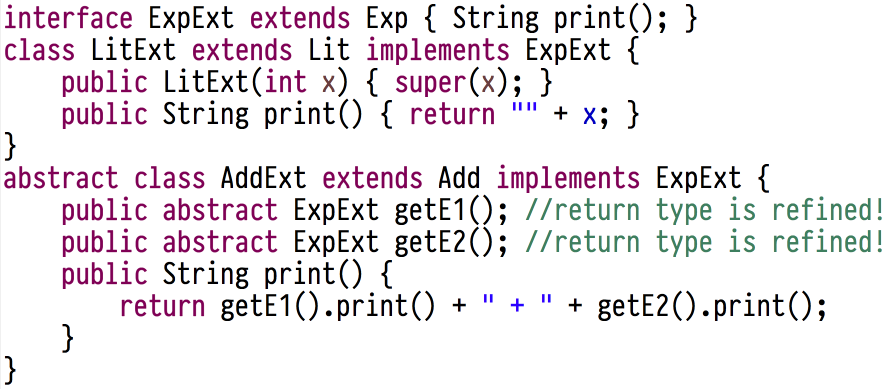 interface ExpExt extends Exp { String print(); }
class LitExt extends Lit implements ExpExt {
    public LitExt(int x) { super(x); }
    public String print() { return "" + x; }
}
abstract class AddExt extends Add implements ExpExt {
    public abstract ExpExt getE1(); //return type is refined!
    public abstract ExpExt getE2(); //return type is refined!
    public String print() {
        return getE1().print() + " + " + getE2().print();
    }
}